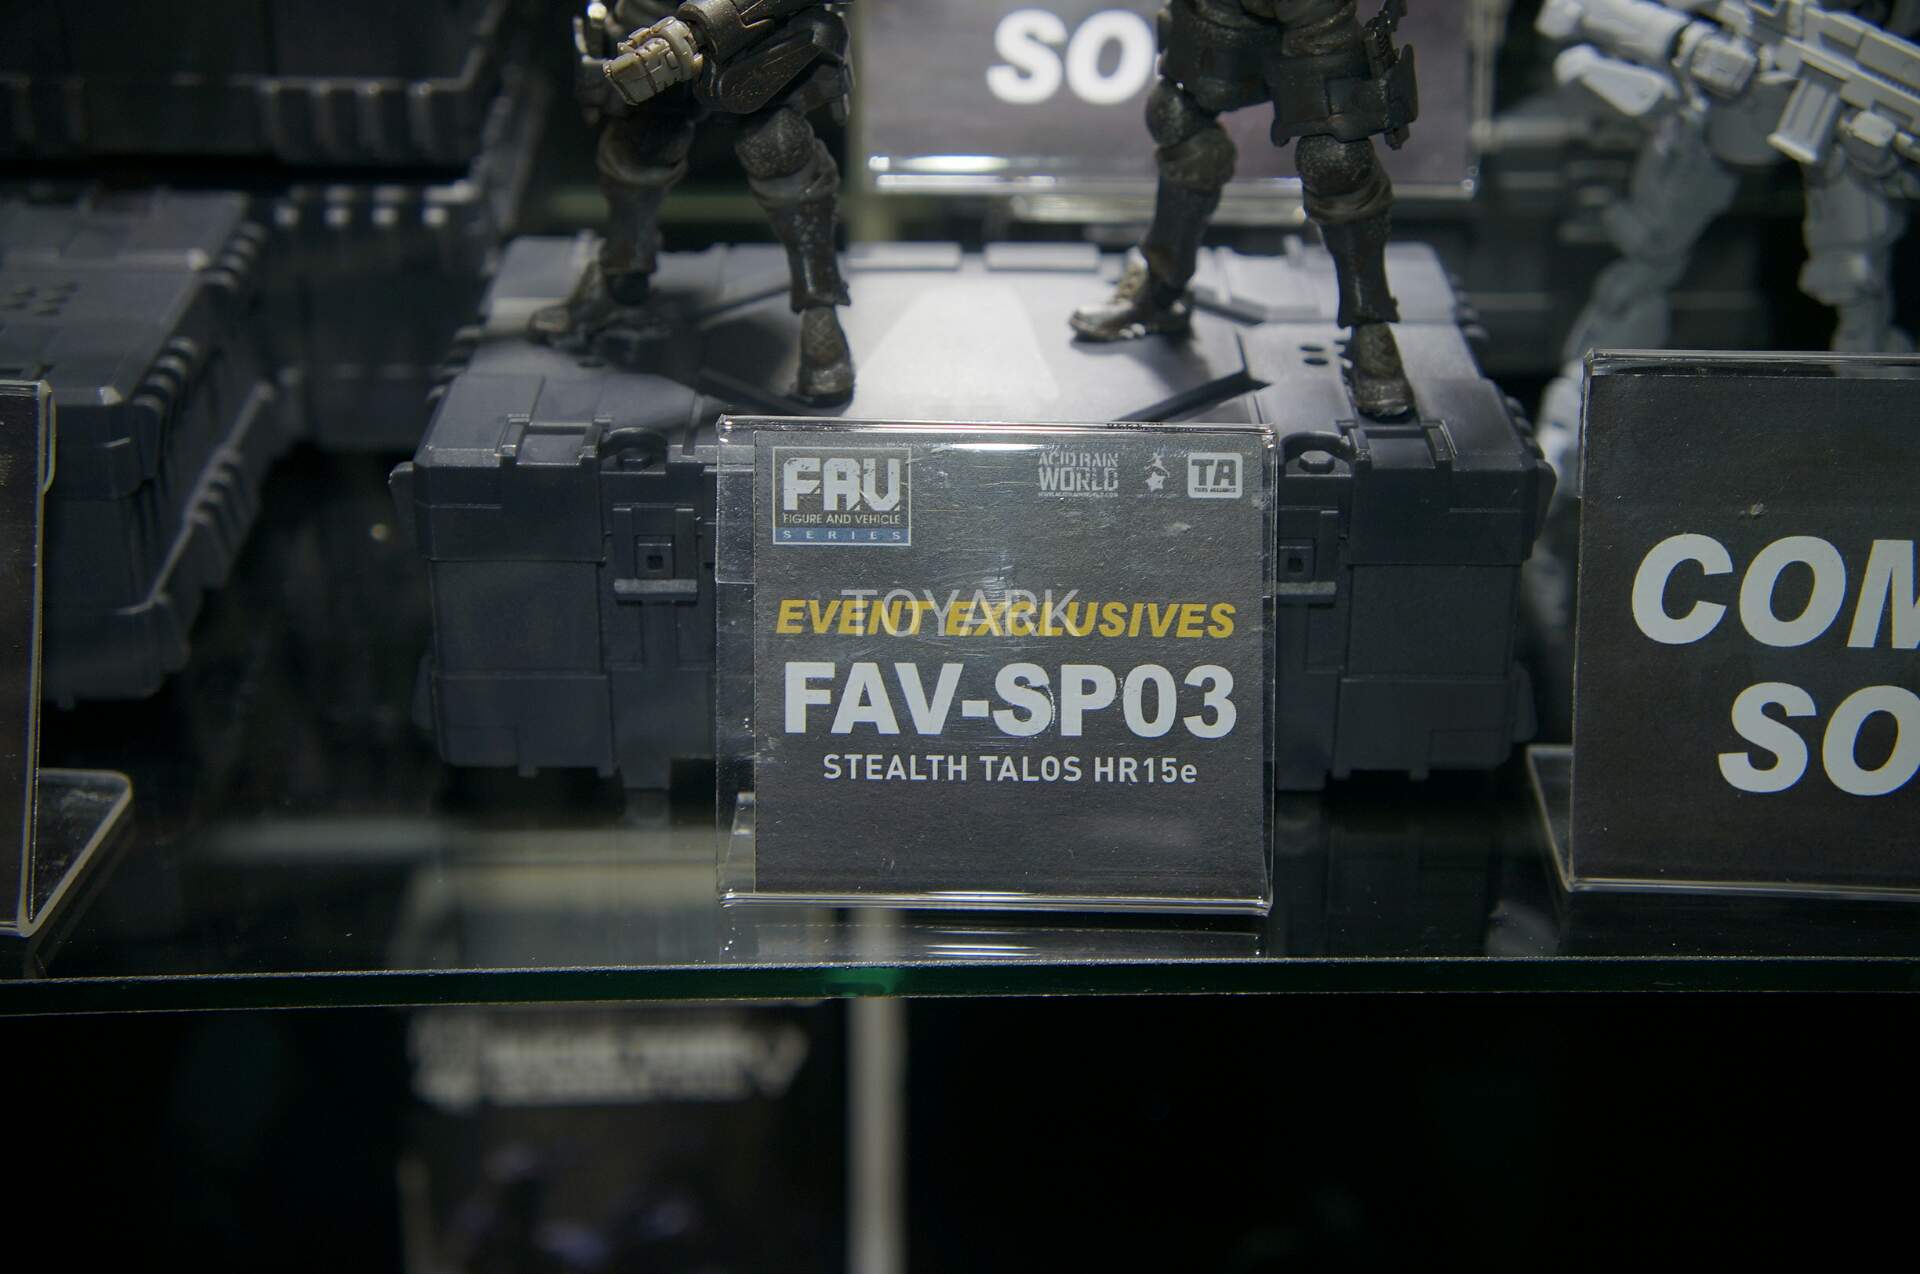 SO
FAV
FIGURE AND VEHICLE
SERIES
ACID RAIN
WORLD
TA
EVENT EXCLUSIVES
TOYARK
FAV-SP03
STEALTH TALOS HR15e
COM
SO